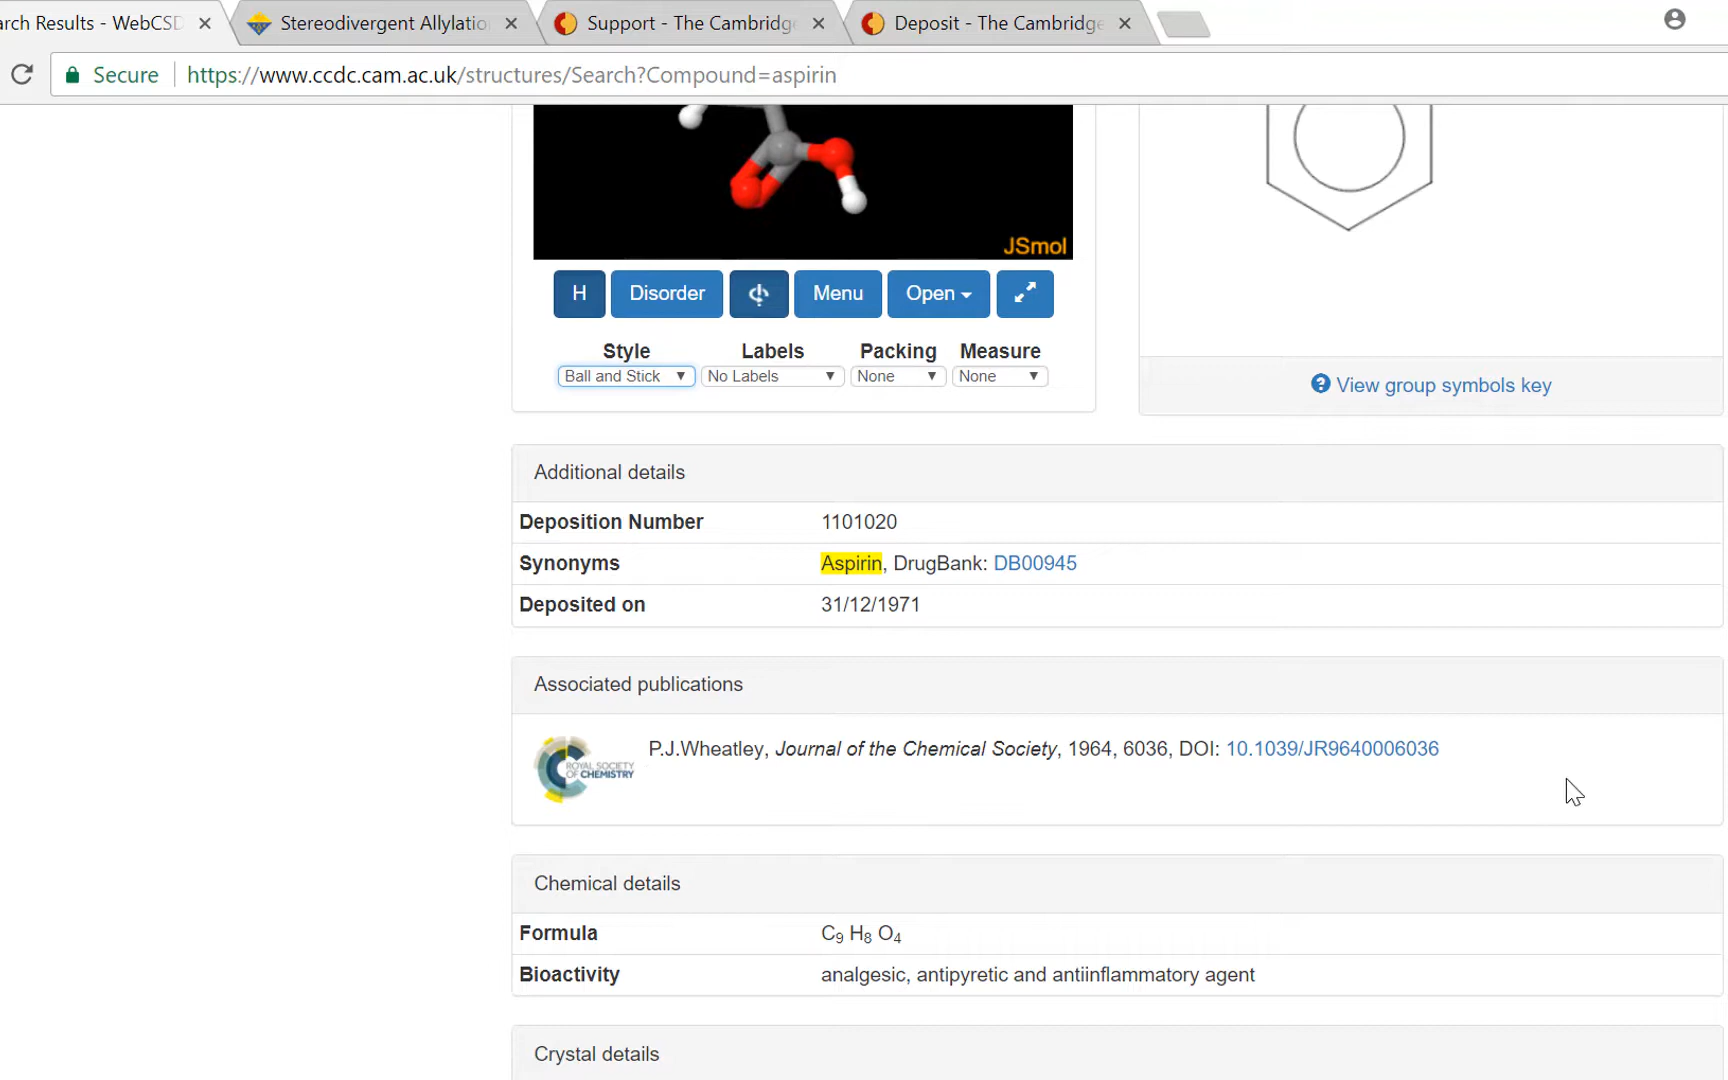 arch Results - WebCSD
Stereodivergent Allylatio
Support - The Cambridg
Deposit - The Cambridge
Secure https://www.ccdc.cam.ac.uk/structures/Search?Compound=aspirin
JSmol
H Disorder Menu Open
Style Labels Packing Measure
Ball and Stick No Labels None None
View group symbols key
Additional details
Deposition Number 1101020
Synonyms Aspirin, DrugBank: DB00945
Deposited on 31/12/1971
Associated publications
ROYAL SOCIETY
OF CHEMISTRY
P.J.Wheatley, Journal of the Chemical Society, 1964, 6036, DOI: 10.1039/JR9640006036
Chemical details
Formula C9 H8 O4
Bioactivity analgesic, antipyretic and antiinflammatory agent
Crystal details